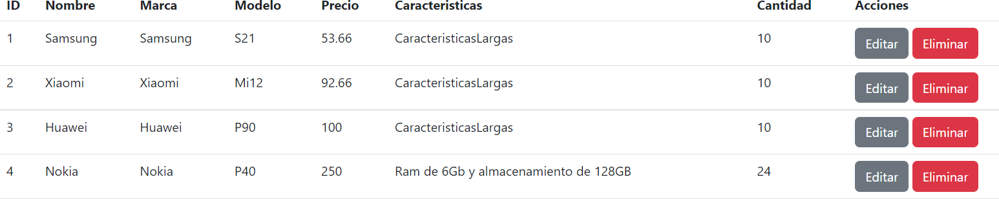 ID Nombre Marca Modelo Precio Caracteristicas Cantidad Acciones
1 Samsung Samsung S21 53.66 CaracteristicasLargas 10 Editar Eliminar
2 Xiaomi Xiaomi Mi12 92.66 CaracteristicasLargas 10 Editar Eliminar
3 Huawei Huawei P90 100 CaracteristicasLargas 10 Editar Eliminar
4 Nokia Nokia P40 250 Ram de 6Gb y almacenamiento de 128GB 24 Editar Eliminar